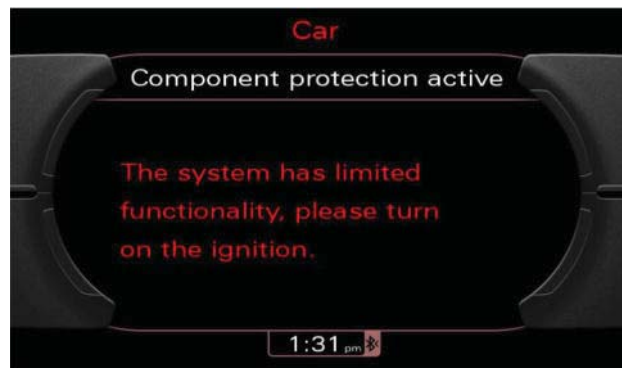 Car
Component protection active
The system has limited
functionality, please turn
on the ignition.
1:31 pm